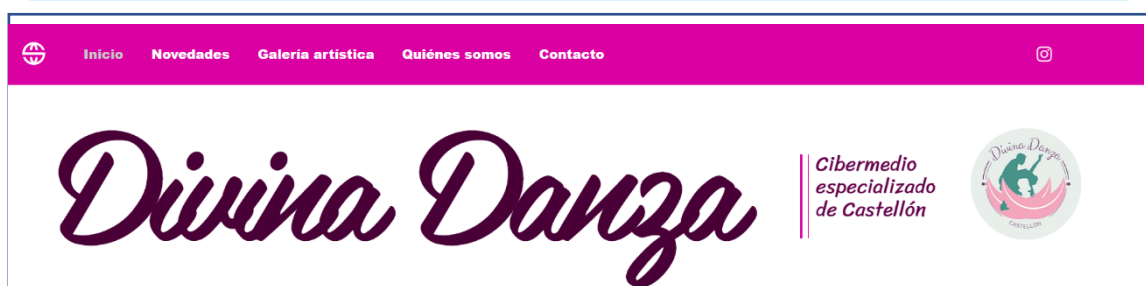 Inicio Novedades Galería artística Quiénes somos Contacto
Divina Danza
Cibermedio
especializado
de Castellón
Divina Danza
CASTELLÓN